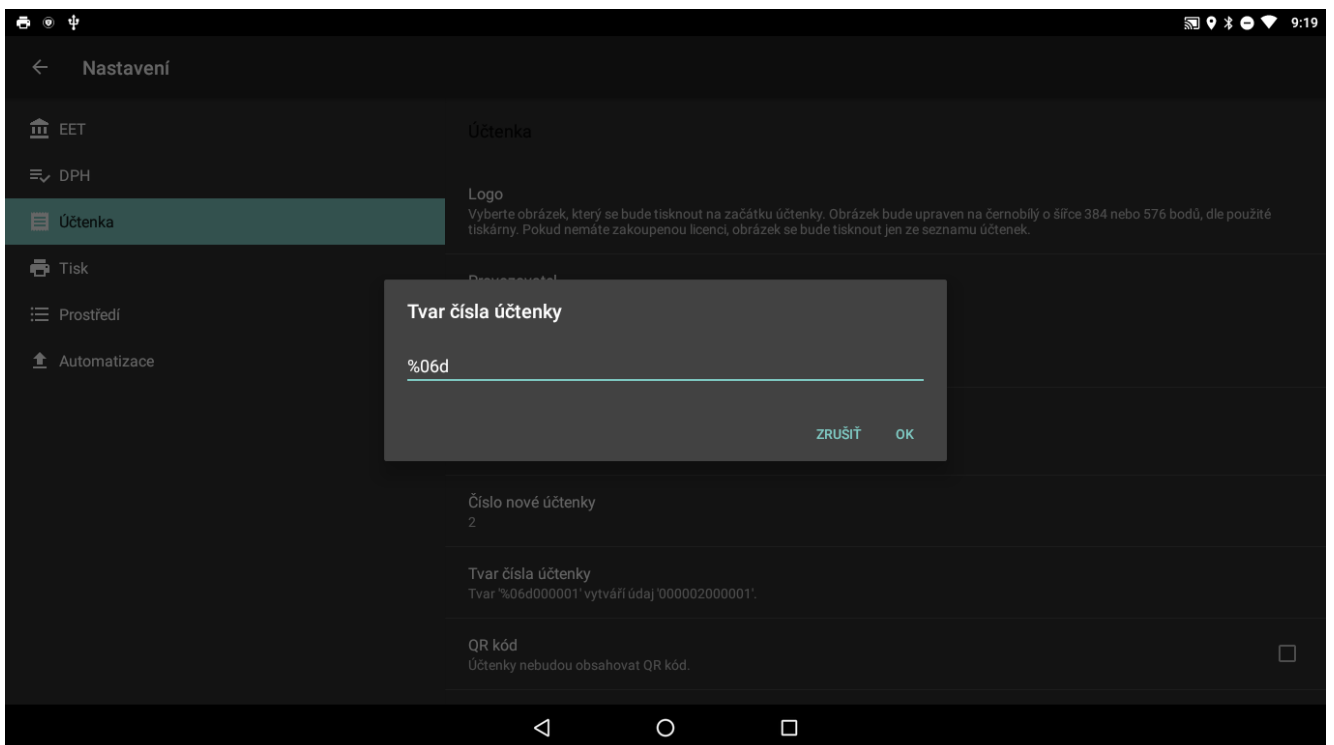 9:19
Nastavení
EET
DPH
Účtenka
Tisk
Prostředí
Automatizace
Účtenka
Logo
Vyberte obrázek, který se bude tisknout na začátku účtenky. Obrázek bude upraven na černobílý o šířce 384 nebo 576 bodů, dle použité
tiskárny. Pokud nemáte zakoupenou licenci, obrázek se bude tisknout jen ze seznamu účtenek.
Tvar čísla účtenky
%06d
ZRUŠIŤ OK
Číslo nové účtenky
2
Tvar čísla účtenky
Tvar '%06d000001' vytváří údaj '000002000001'.
QR kód
Účtenky nebudou obsahovat QR kód.